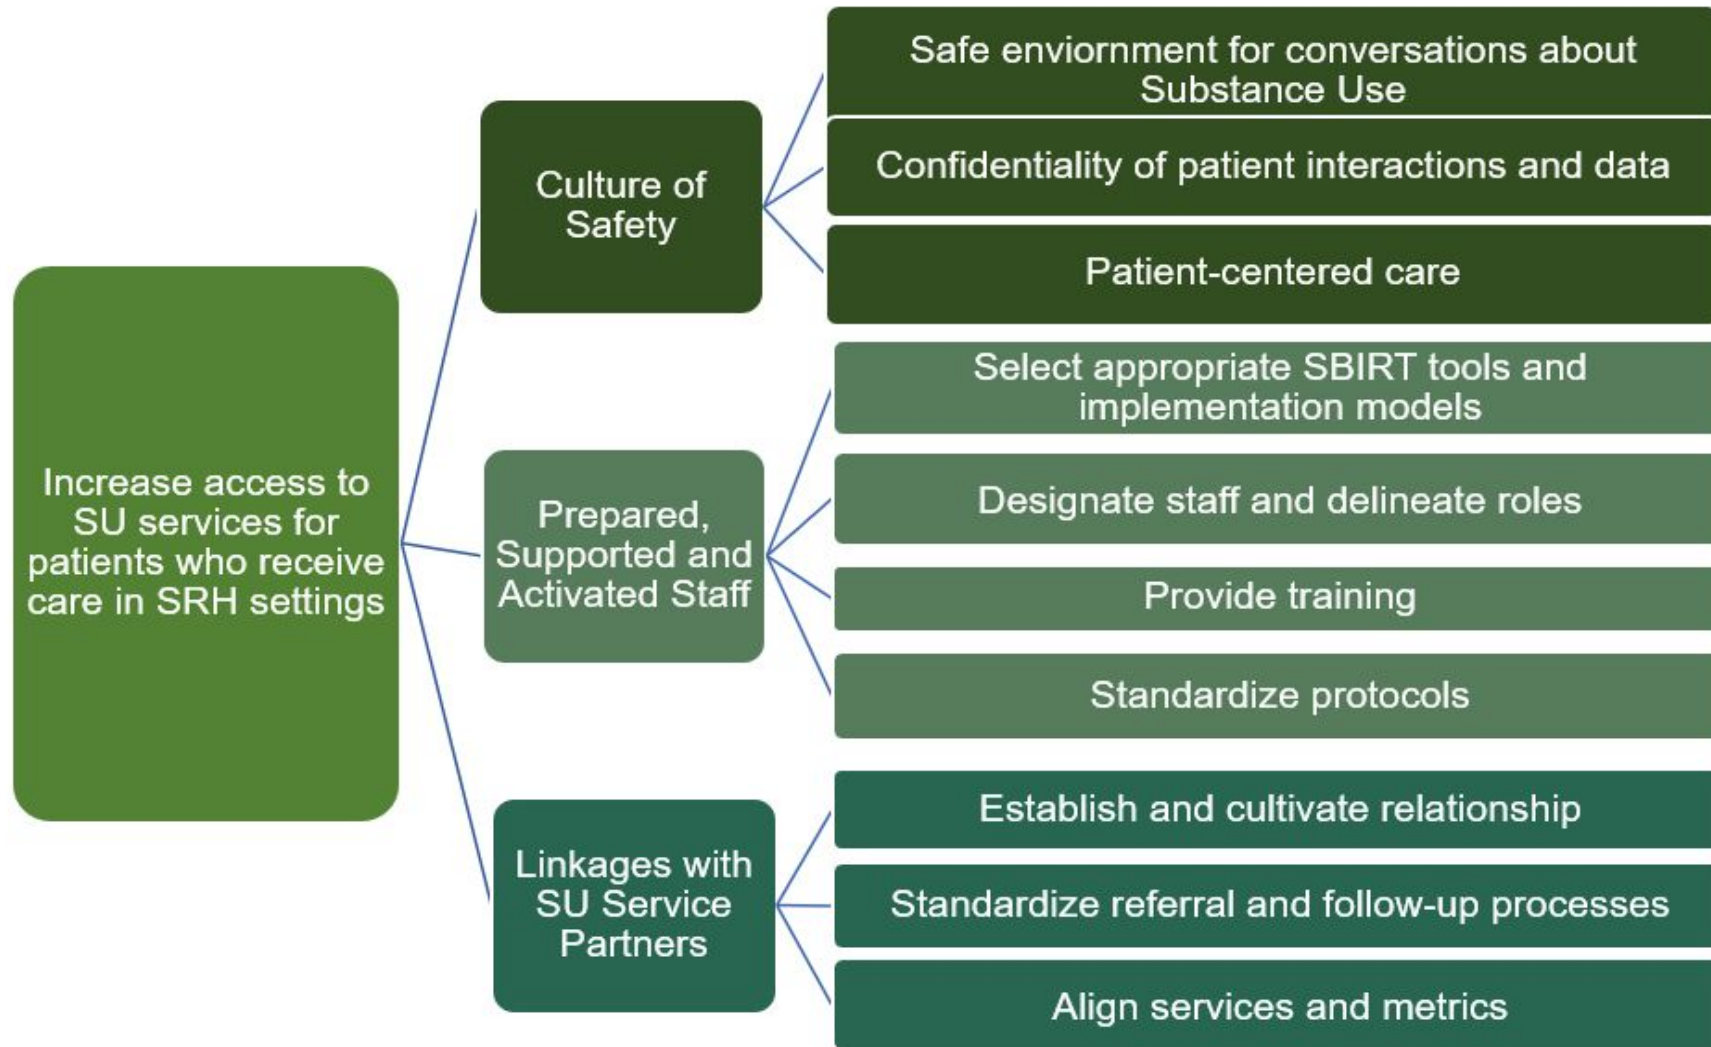 Increase access to
SU services for
patients who receive
care in SRH settings
Culture of
Safety
Safe enviornment for conversations about
Substance Use
Confidentiality of patient interactions and data
Patient-centered care
Prepared,
Supported and
Activated Staff
Select appropriate SBIRT tools and
implementation models
Designate staff and delineate roles
Provide training
Standardize protocols
Linkages with
SU Service
Partners
Establish and cultivate relationship
Standardize referral and follow-up processes
Align services and metrics